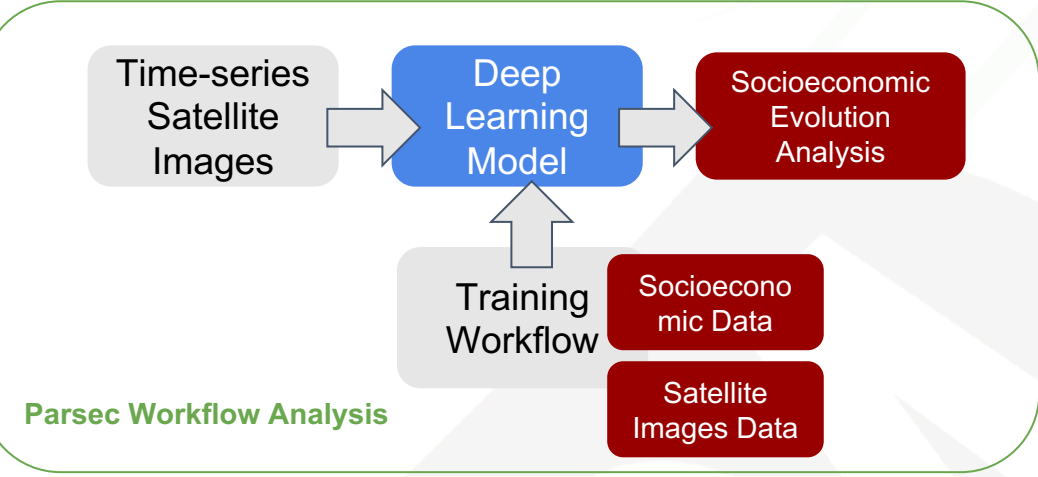 Time-series
Satellite
Images
Deep
Learning
Model
Socioeconomic
Evolution
Analysis
Training
Workflow
Socioecono
mic Data
Satellite
Images Data
Parsec Workflow Analysis